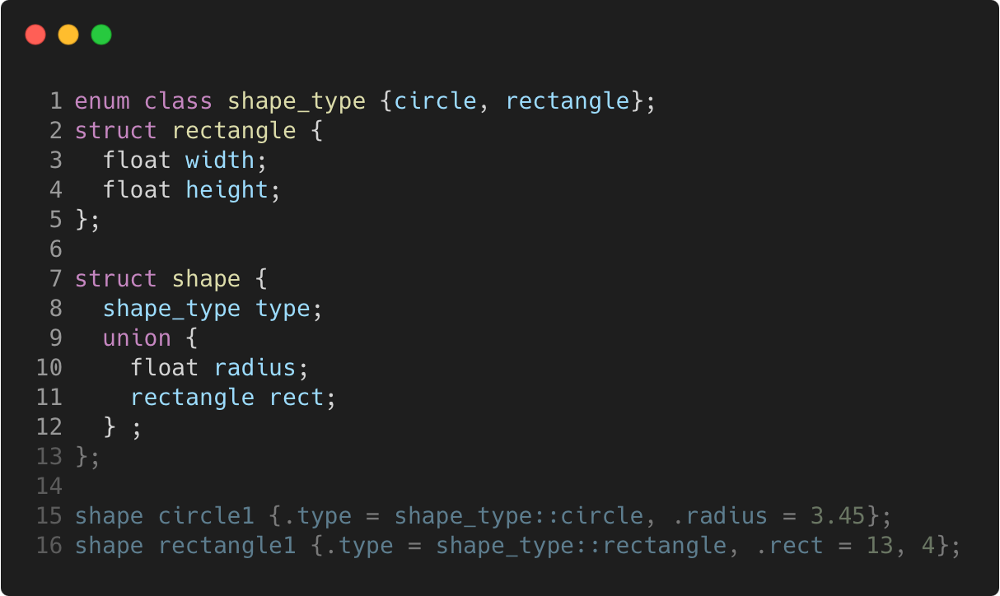 1 enum class shape_type {circle, rectangle};
2 struct rectangle {
3   float width;
4   float height;
5 };
6
7 struct shape {
8   shape_type type;
9   union {
10     float radius;
11     rectangle rect;
12   } ;
13 };
14
15 shape circle1 {.type = shape_type::circle, .radius = 3.45};
16 shape rectangle1 {.type = shape_type::rectangle, .rect = 13, 4};